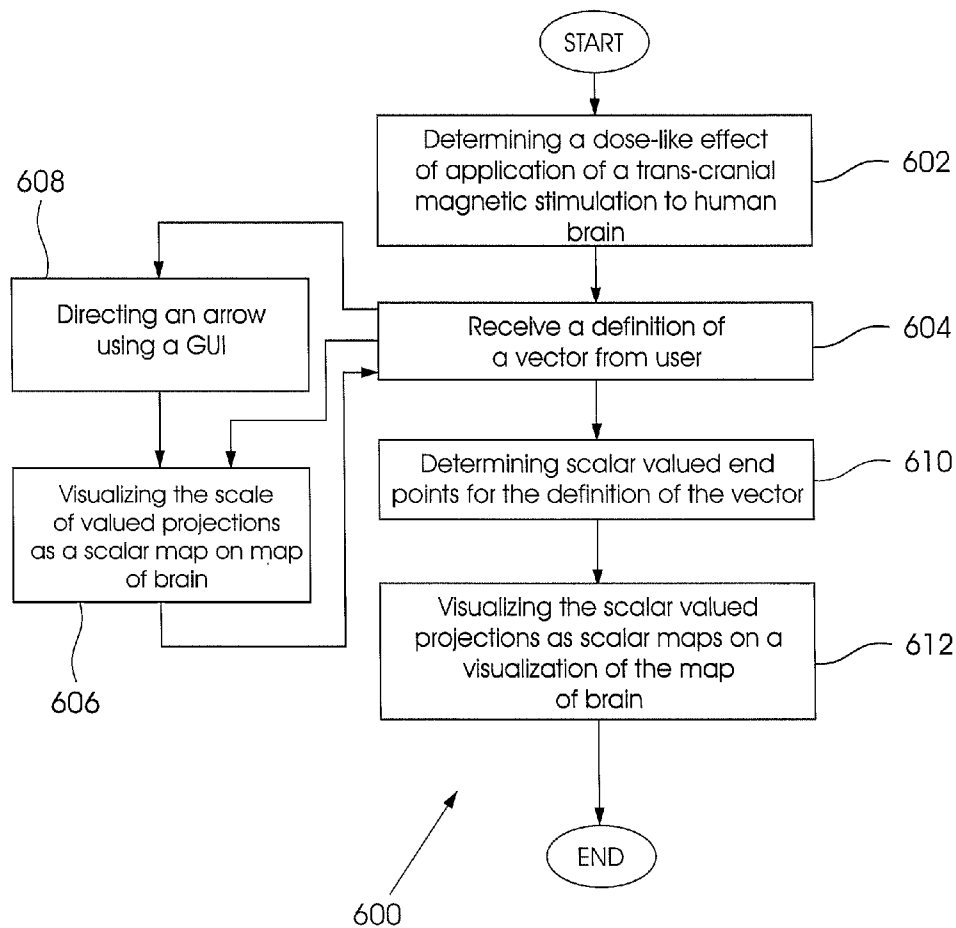 START
Determining a dose-like effect
of application of a trans-cranial
magnetic stimulation to human
brain
602
608
Directing an arrow
using a GUI
Receive a definition of
a vector from user
604
Visualizing the scale
of valued projections
as a scalar map on map
of brain
606
Determining scalar valued end
points for the definition of the vector
610
Visualizing the scalar valued
projections as scalar maps on a
visualization of the map
of brain
612
END
600